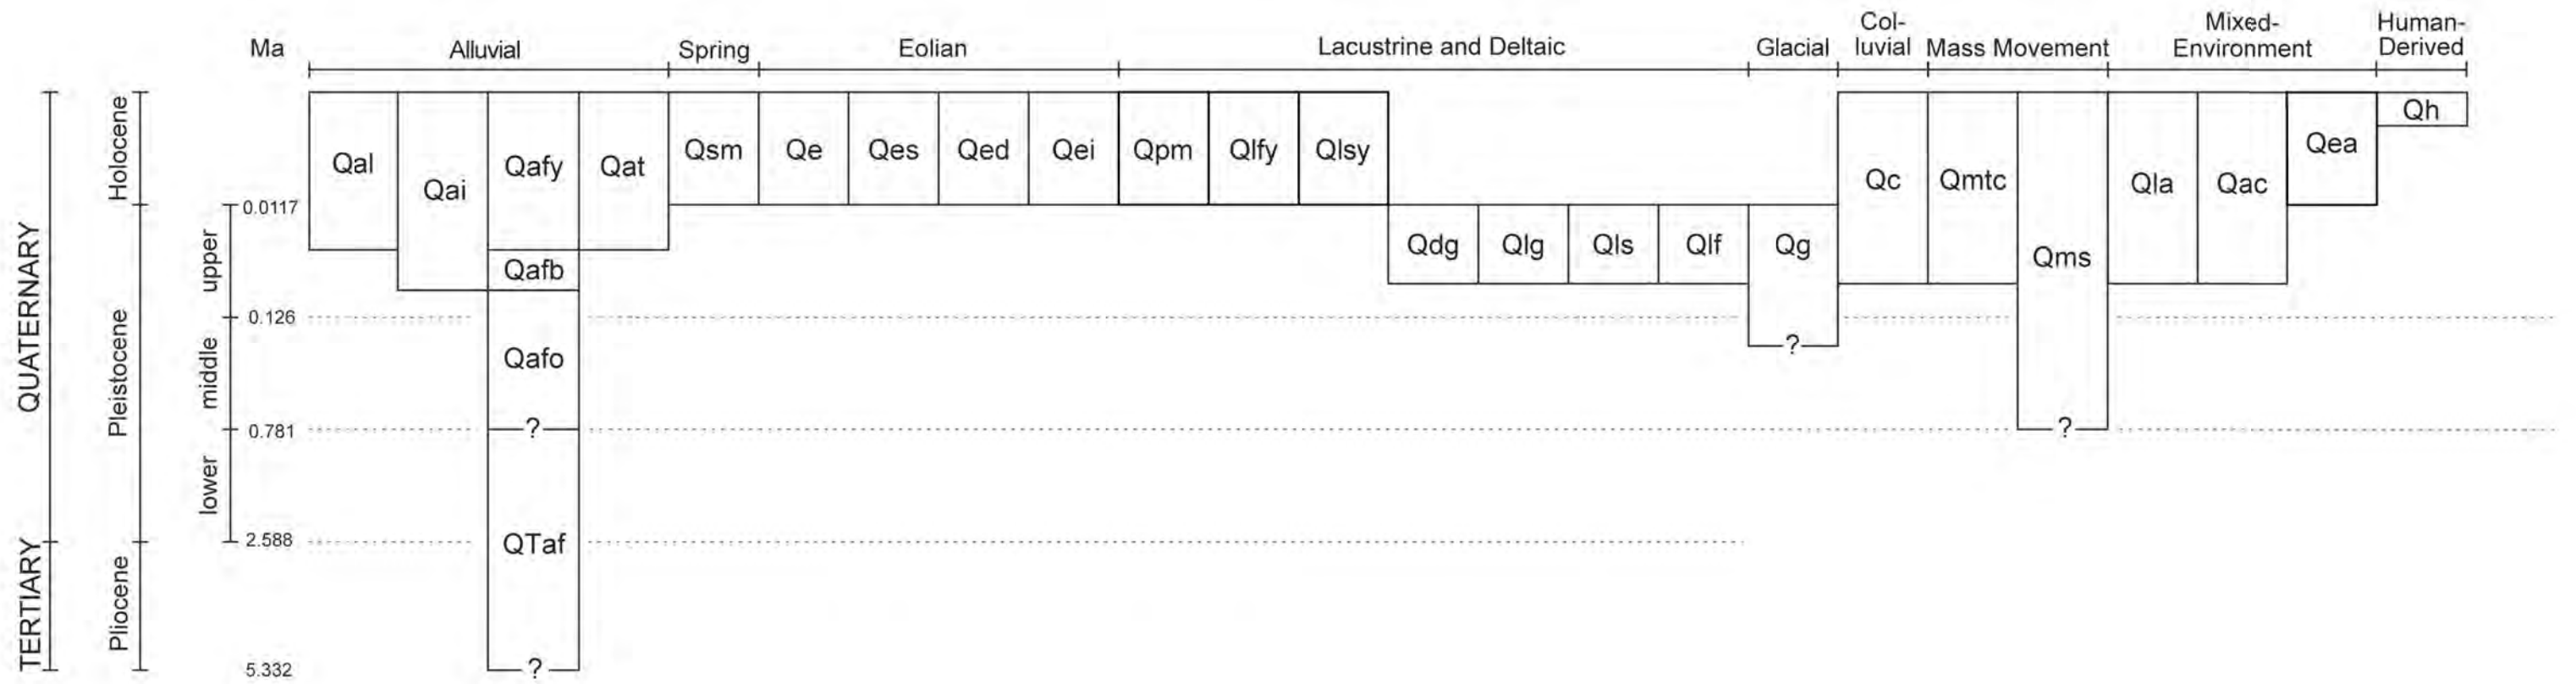 Ma
Alluvial
Spring
Eolian
Lacustrine and Deltaic
Glacial
Col-
luvial
Mass Movement
Mixed-
Environment
Human-
Derived
QUATERNARY
TERTIARY
Holocene
Pleistocene
Pliocene
upper
middle
lower
0.0117
0.126
0.781
2.588
5.332
Qal
Qai
Qafy
Qafb
Qafo
?
QTaf
?
Qat
Qsm
Qe
Qes
Qed
Qei
Qpm
Qlfy
Qlsy
Qdg
Qlg
Qls
Qlf
Qg
?
Qc
Qmtc
Qms
?
Qla
Qac
Qea
Qh